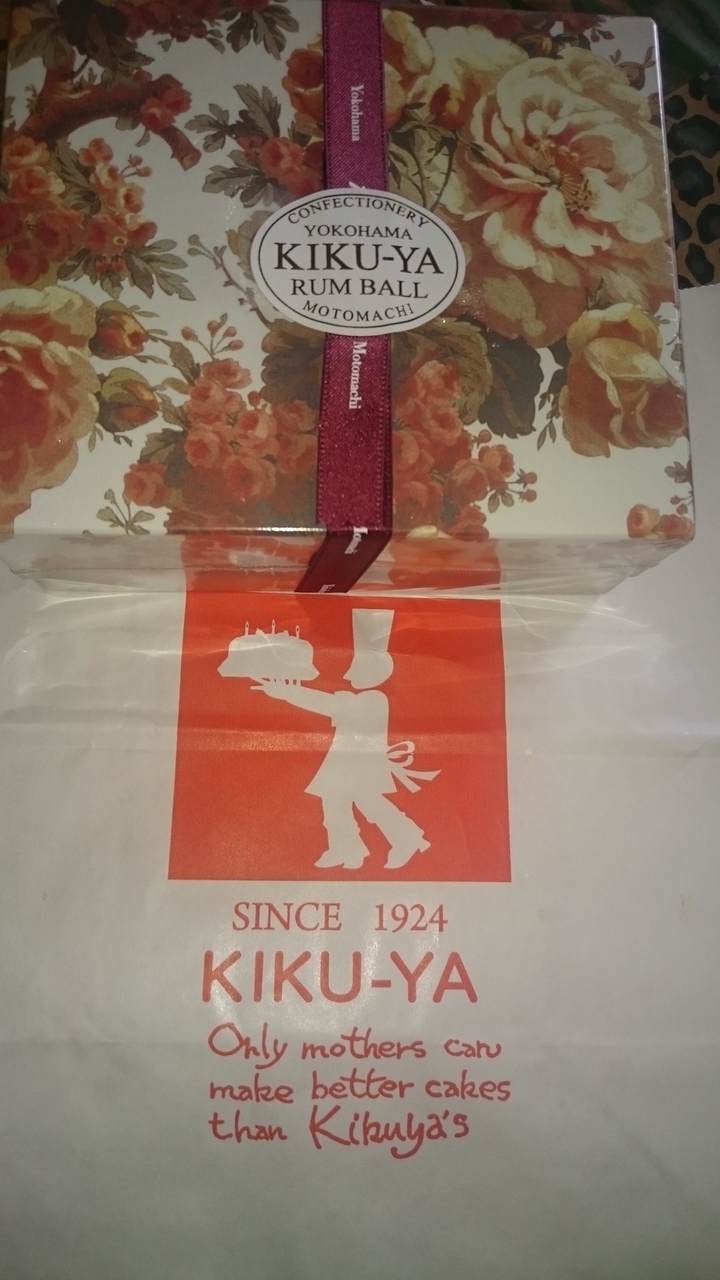 Yokohama
CONFECTIONERY
YOKOHAMA
KIKU-YA
RUM BALL
MOTOMACHI
Motomachi
SINCE 1924
KIKU-YA
Only mothers can
make better cakes
than Kikuya's